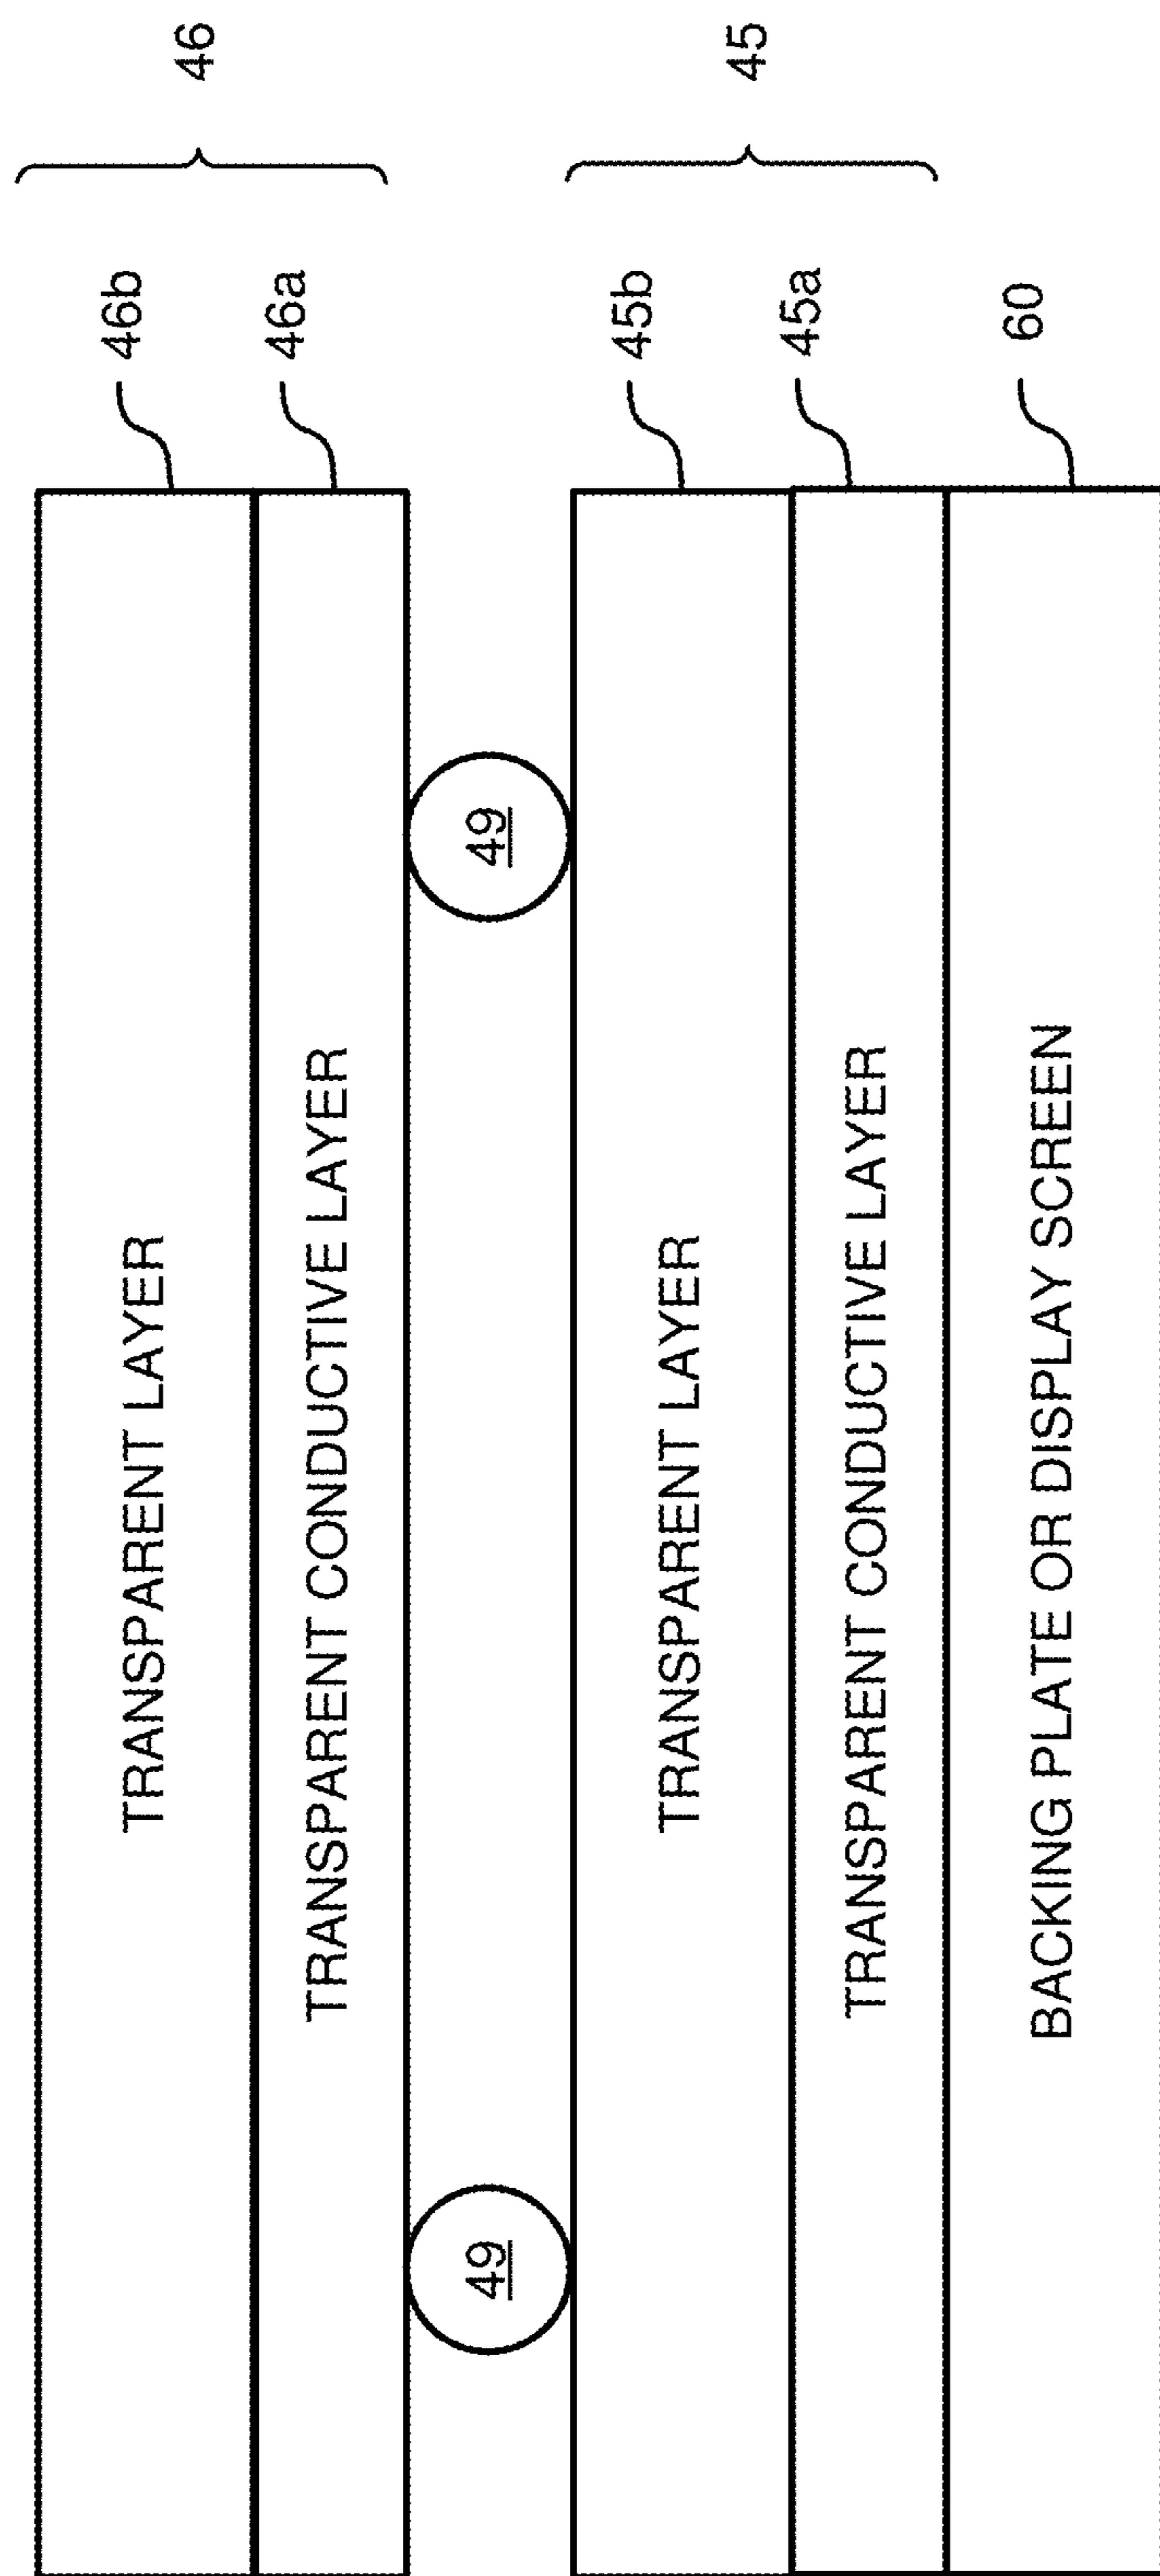 TRANSPARENT LAYER
46b
46
TRANSPARENT CONDUCTIVE LAYER
46a
49
49
TRANSPARENT LAYER
45b
45
TRANSPARENT CONDUCTIVE LAYER
45a
BACKING PLATE OR DISPLAY SCREEN
60